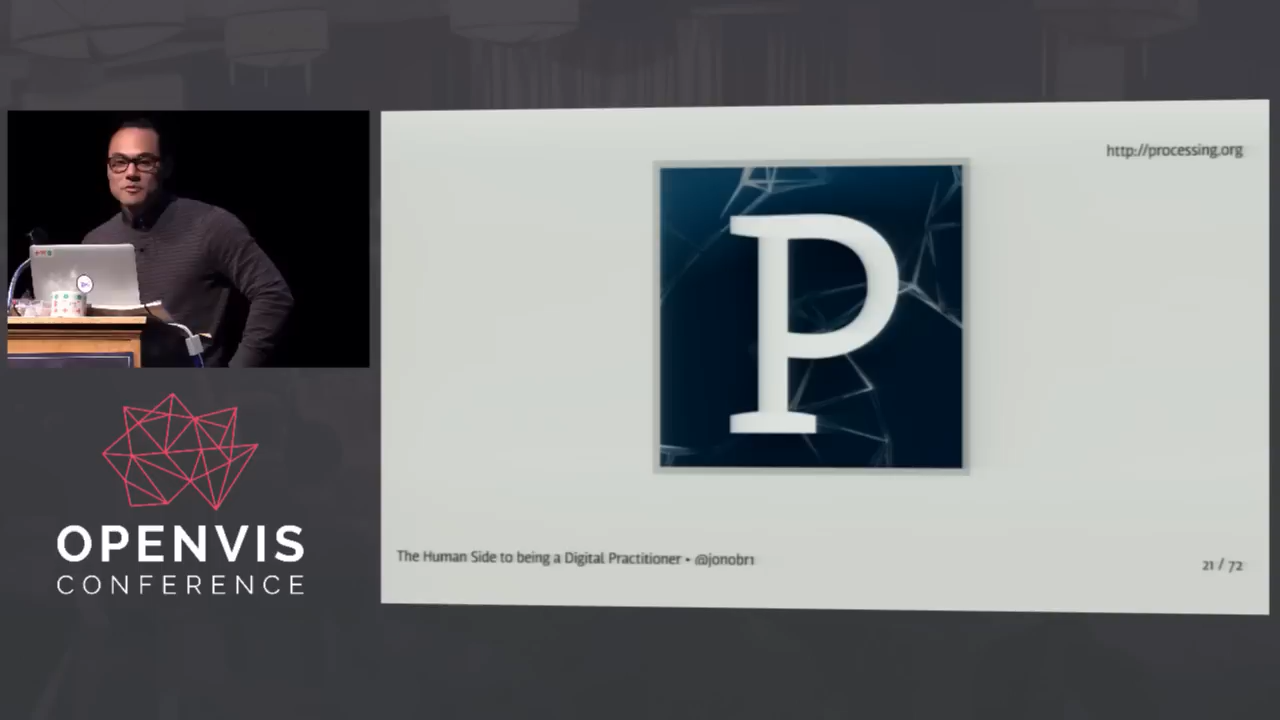 http://processing.org
P
The Human Side to being a Digital Practitioner • @jonobr1
21 / 72
OPENVIS
CONFERENCE